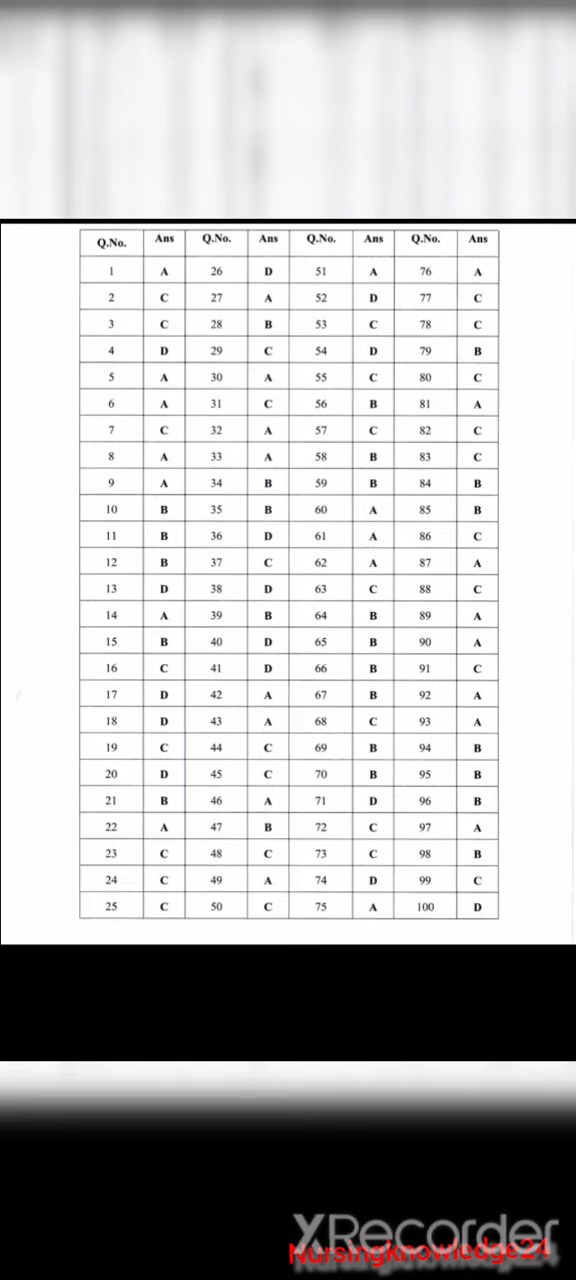 Q.No. Ans Q.No. Ans Q.No. Ans Q.No. Ans
1 A 26 D 51 A 76 A
2 C 27 A 52 D 77 C
3 C 28 B 53 C 78 C
4 D 29 C 54 D 79 B
5 A 30 A 55 C 80 C
6 A 31 C 56 B 81 A
7 C 32 A 57 C 82 C
8 A 33 A 58 B 83 C
9 A 34 B 59 B 84 B
10 B 35 B 60 A 85 B
11 B 36 D 61 A 86 C
12 B 37 C 62 A 87 A
13 D 38 D 63 C 88 C
14 A 39 B 64 B 89 A
15 B 40 D 65 B 90 A
16 C 41 D 66 B 91 C
17 D 42 A 67 B 92 A
18 D 43 A 68 C 93 A
19 C 44 C 69 B 94 B
20 D 45 C 70 B 95 B
21 B 46 A 71 D 96 B
22 A 47 B 72 C 97 A
23 C 48 C 73 C 98 B
24 C 49 A 74 D 99 C
25 C 50 C 75 A 100 D
XRecorder
Nursingknowledge24